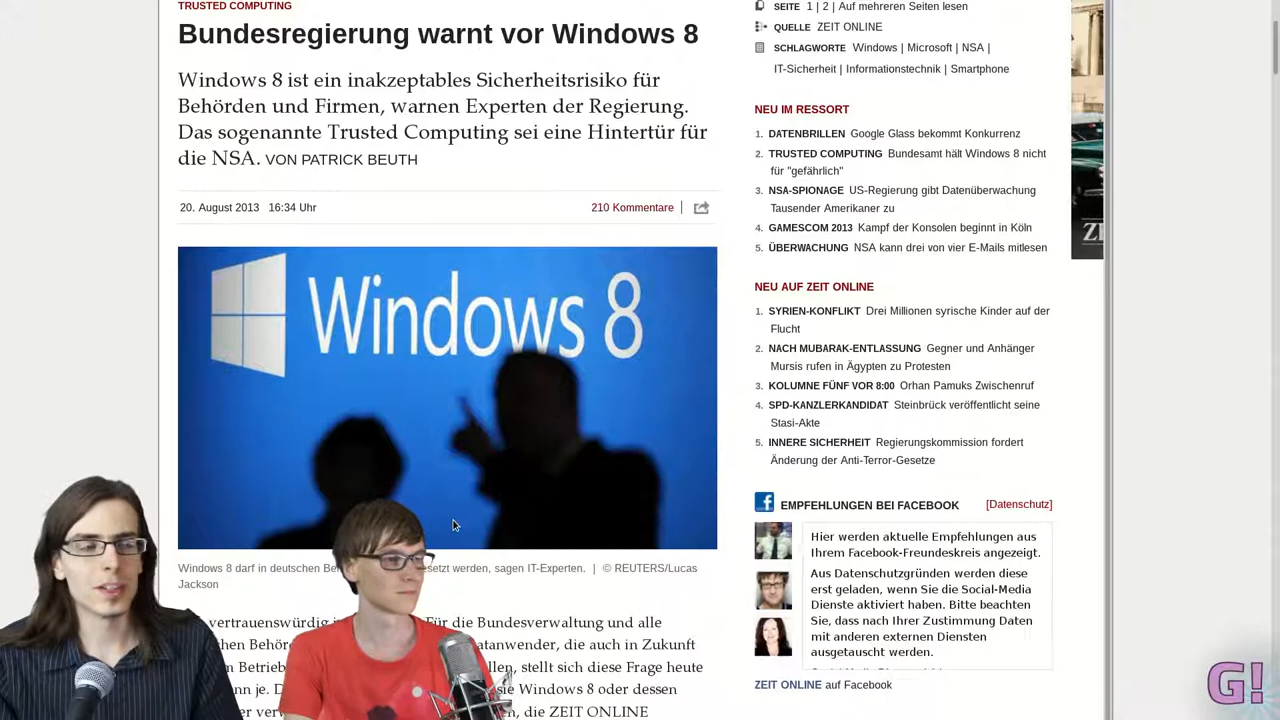 TRUSTED COMPUTING
Bundesregierung warnt vor Windows 8
Windows 8 ist ein inakzeptables Sicherheitsrisiko für
Behörden und Firmen, warnen Experten der Regierung.
Das sogenannte Trusted Computing sei eine Hintertür für
die NSA. VON PATRICK BEUTH
20. August 2013 16:34 Uhr
210 Kommentare
Windows 8
Windows 8 darf in deutschen Be esetzt werden, sagen IT-Experten. | © REUTERS/Lucas
Jackson
vertrauenswürdig Für die Bundesverwaltung und alle
Behör atanwender, die auch in Zukunft
Betrieb llen, stellt sich diese Frage heute
je. sie Windows 8 oder dessen
die ZEIT ONLINE
SEITE 1 | 2 | Auf mehreren Seiten lesen
QUELLE ZEIT ONLINE
SCHLAGWORTE Windows | Microsoft | NSA |
IT-Sicherheit | Informationstechnik | Smartphone
NEU IM RESSORT
1. DATENBRILLEN Google Glass bekommt Konkurrenz
2. TRUSTED COMPUTING Bundesamt hält Windows 8 nicht
für "gefährlich"
3. NSA-SPIONAGE US-Regierung gibt Datenüberwachung
Tausender Amerikaner zu
4. GAMESCOM 2013 Kampf der Konsolen beginnt in Köln
5. ÜBERWACHUNG NSA kann drei von vier E-Mails mitlesen
NEU AUF ZEIT ONLINE
1. SYRIEN-KONFLIKT Drei Millionen syrische Kinder auf der
Flucht
2. NACH MUBARAK-ENTLASSUNG Gegner und Anhänger
Mursis rufen in Ägypten zu Protesten
3. KOLUMNE FÜNF VOR 8:00 Orhan Pamuks Zwischenruf
4. SPD-KANZLERKANDIDAT Steinbrück veröffentlicht seine
Stasi-Akte
5. INNERE SICHERHEIT Regierungskommission fordert
Änderung der Anti-Terror-Gesetze
EMPFEHLUNGEN BEI FACEBOOK [Datenschutz]
Hier werden aktuelle Empfehlungen aus
Ihrem Facebook-Freundeskreis angezeigt.
Aus Datenschutzgründen werden diese
erst geladen, wenn Sie die Social-Media
Dienste aktiviert haben. Bitte beachten
Sie, dass nach Ihrer Zustimmung Daten
mit anderen externen Diensten
ausgetauscht werden.
ZEIT ONLINE auf Facebook
ZE
G!